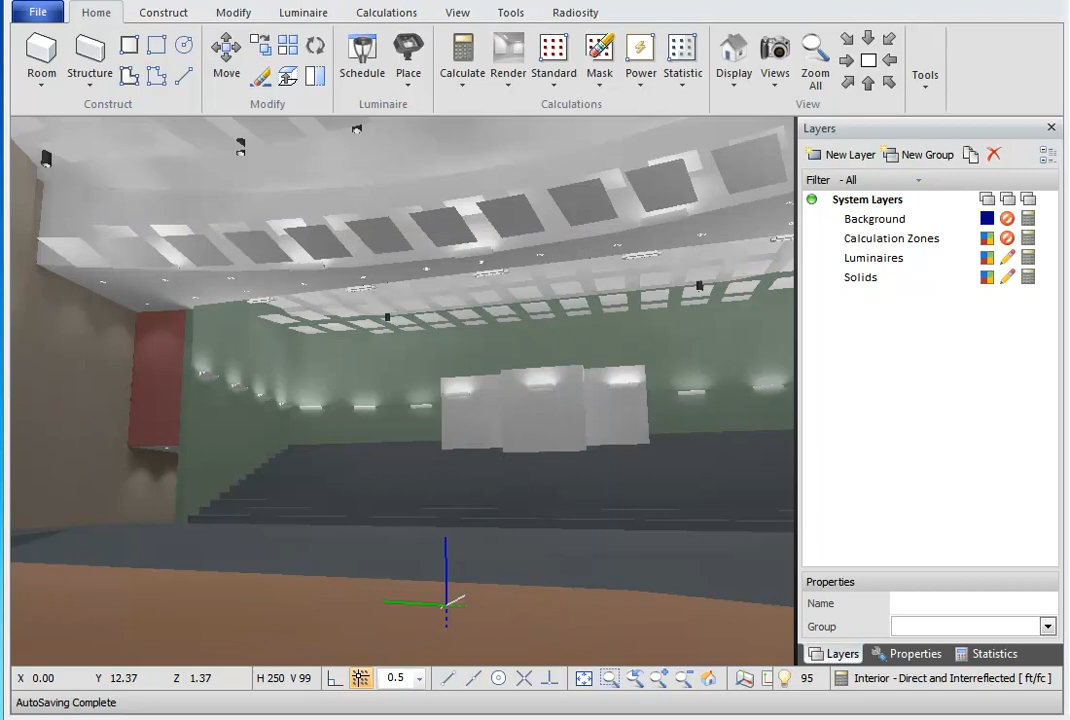 File Home Construct Modify Luminaire Calculations View Tools Radiosity
Room Structure Move Schedule Place Calculate Render Standard Mask Power Statistic Display Views Zoom All Tools
Construct Modify Luminaire Calculations View
Layers
New Layer New Group
Filter - All
System Layers
Background
Calculation Zones
Luminaires
Solids
Properties
Name
Group
Layers Properties Statistics
X 0.00 Y 12.37 Z 1.37 H 250 V 99 0.5 95 Interior - Direct and Interreflected [ ft/fc ]
AutoSaving Complete